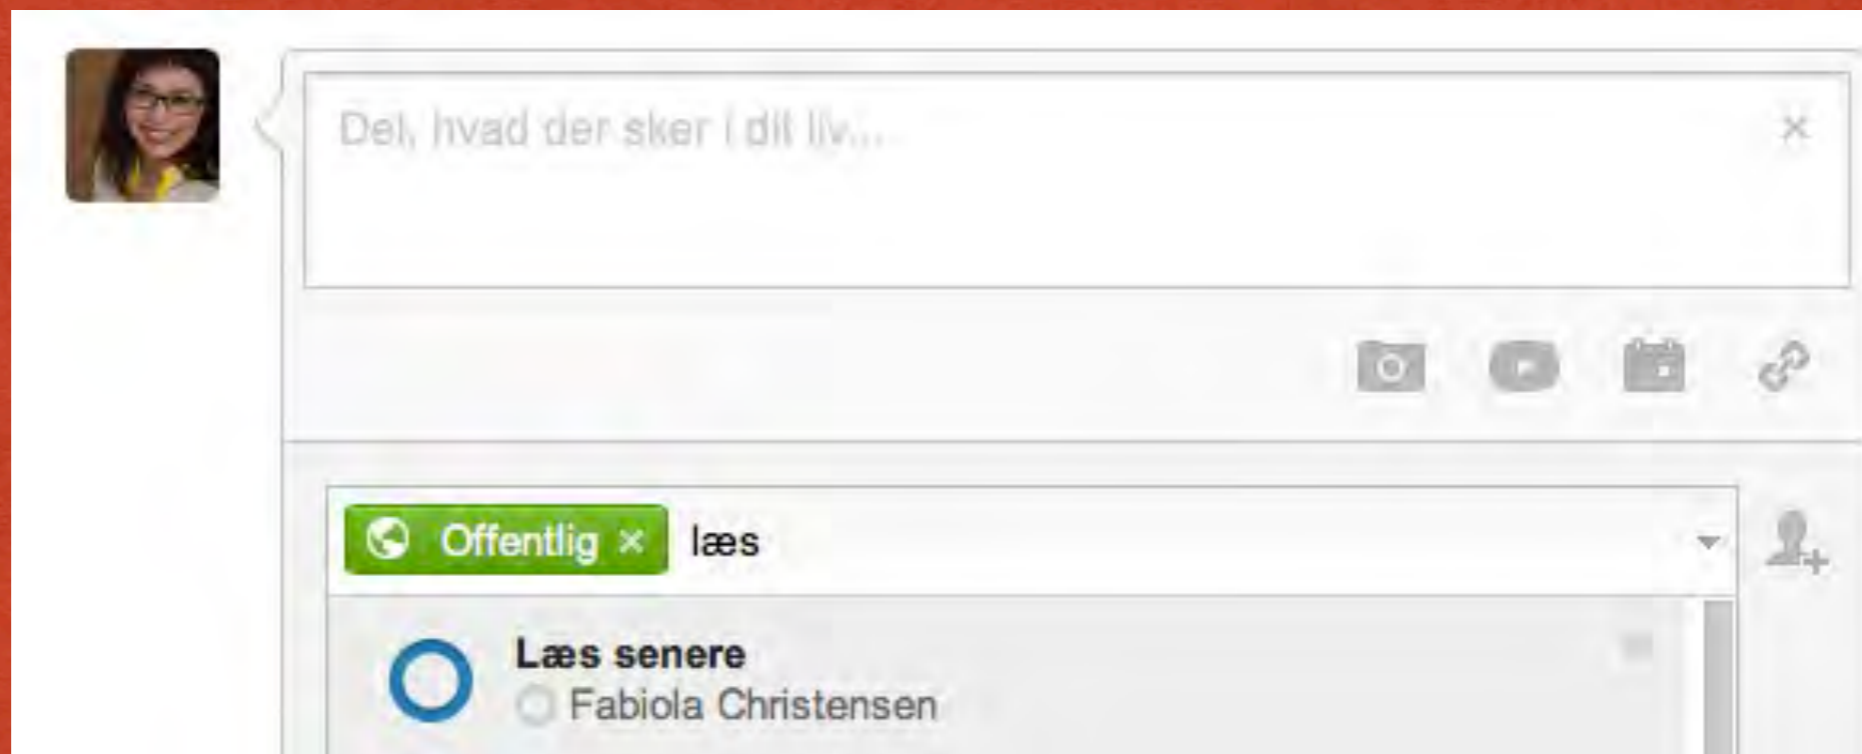 Del, hvad der sker i dit liv...
Offentlig × læs
Læs senere
Fabiola Christensen